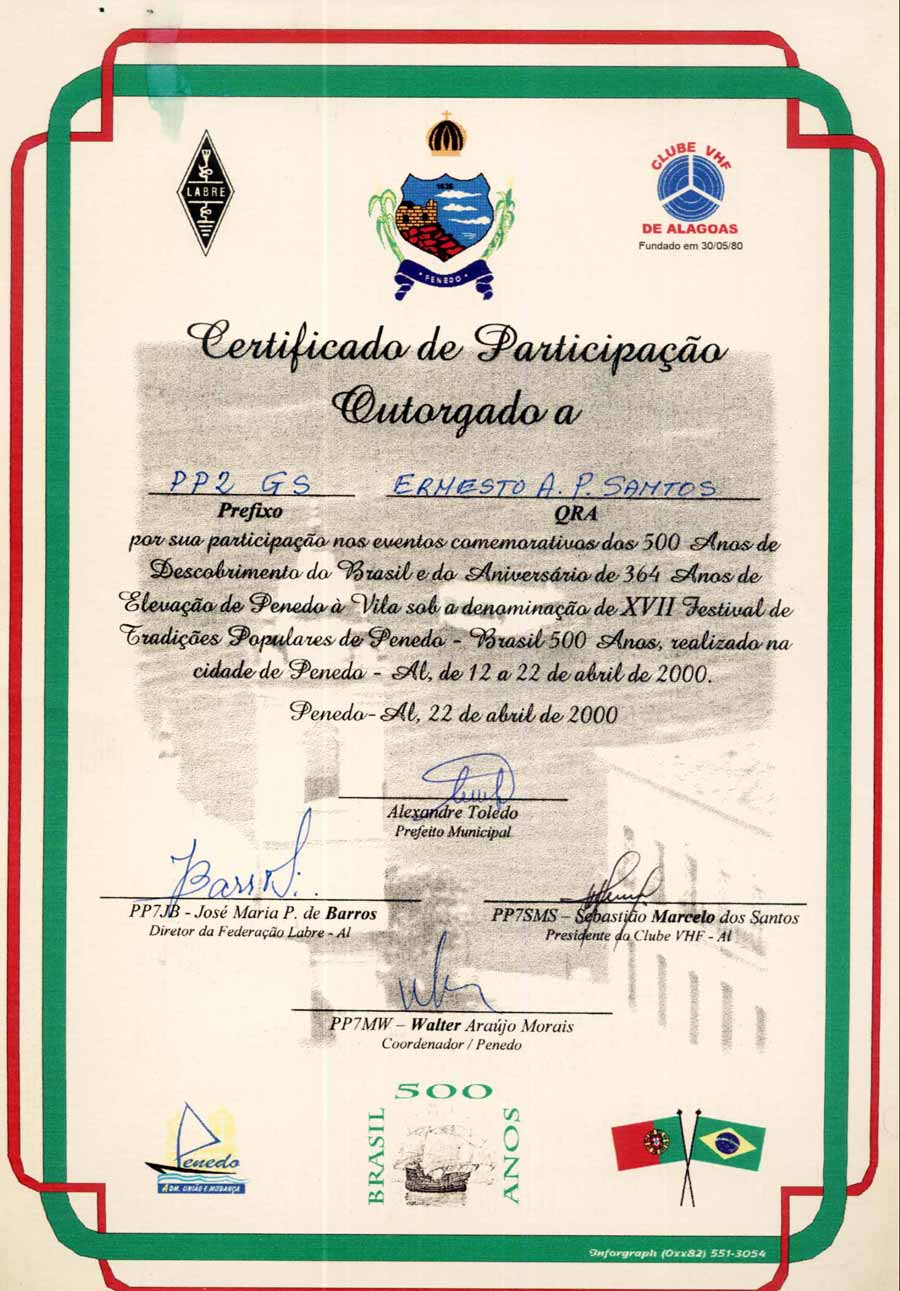 LABRE
1636
PENEDO
CLUBE VHF
DE ALAGOAS
Fundado em 30/05/80
Certificado de Participação
Outorgado a
PP2 GS ERNESTO A. P. SANTOS
Prefixo QRA
por sua participação nos eventos comemorativos dos 500 Anos de
Descobrimento do Brasil e do Aniversário de 364 Anos de
Elevação de Penedo à Vila sob a denominação de XVII Festival de
Tradições Populares de Penedo - Brasil 500 Anos, realizado na
cidade de Penedo - Al, de 12 a 22 de abril de 2000.
Penedo-Al, 22 de abril de 2000
Alexandre Toledo
Prefeito Municipal
Barros
PP7JB - José Maria P. de Barros
Diretor da Federação Labre - Al
PP7SMS – Sebastião Marcelo dos Santos
Presidente do Clube VHF - Al
PP7MW – Walter Araújo Morais
Coordenador / Penedo
Penedo
ADM. UNIÃO E MUDANÇA
500
BRASIL
ANOS
Inforgraph (0xx82) 551-3054